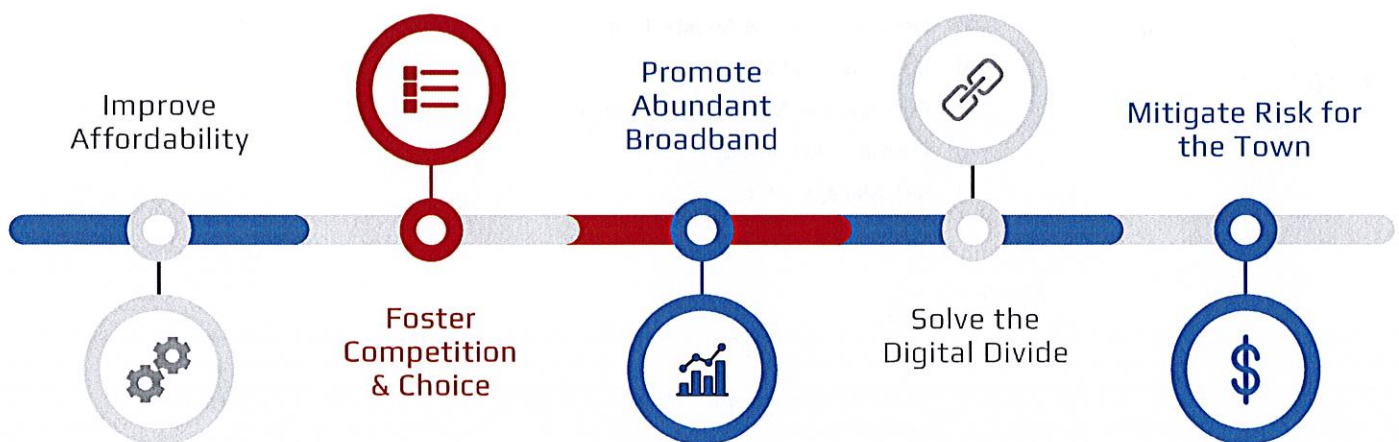 Improve
Affordability
Foster
Competition
& Choice
Promote
Abundant
Broadband
Solve the
Digital Divide
Mitigate Risk for
the Town
$